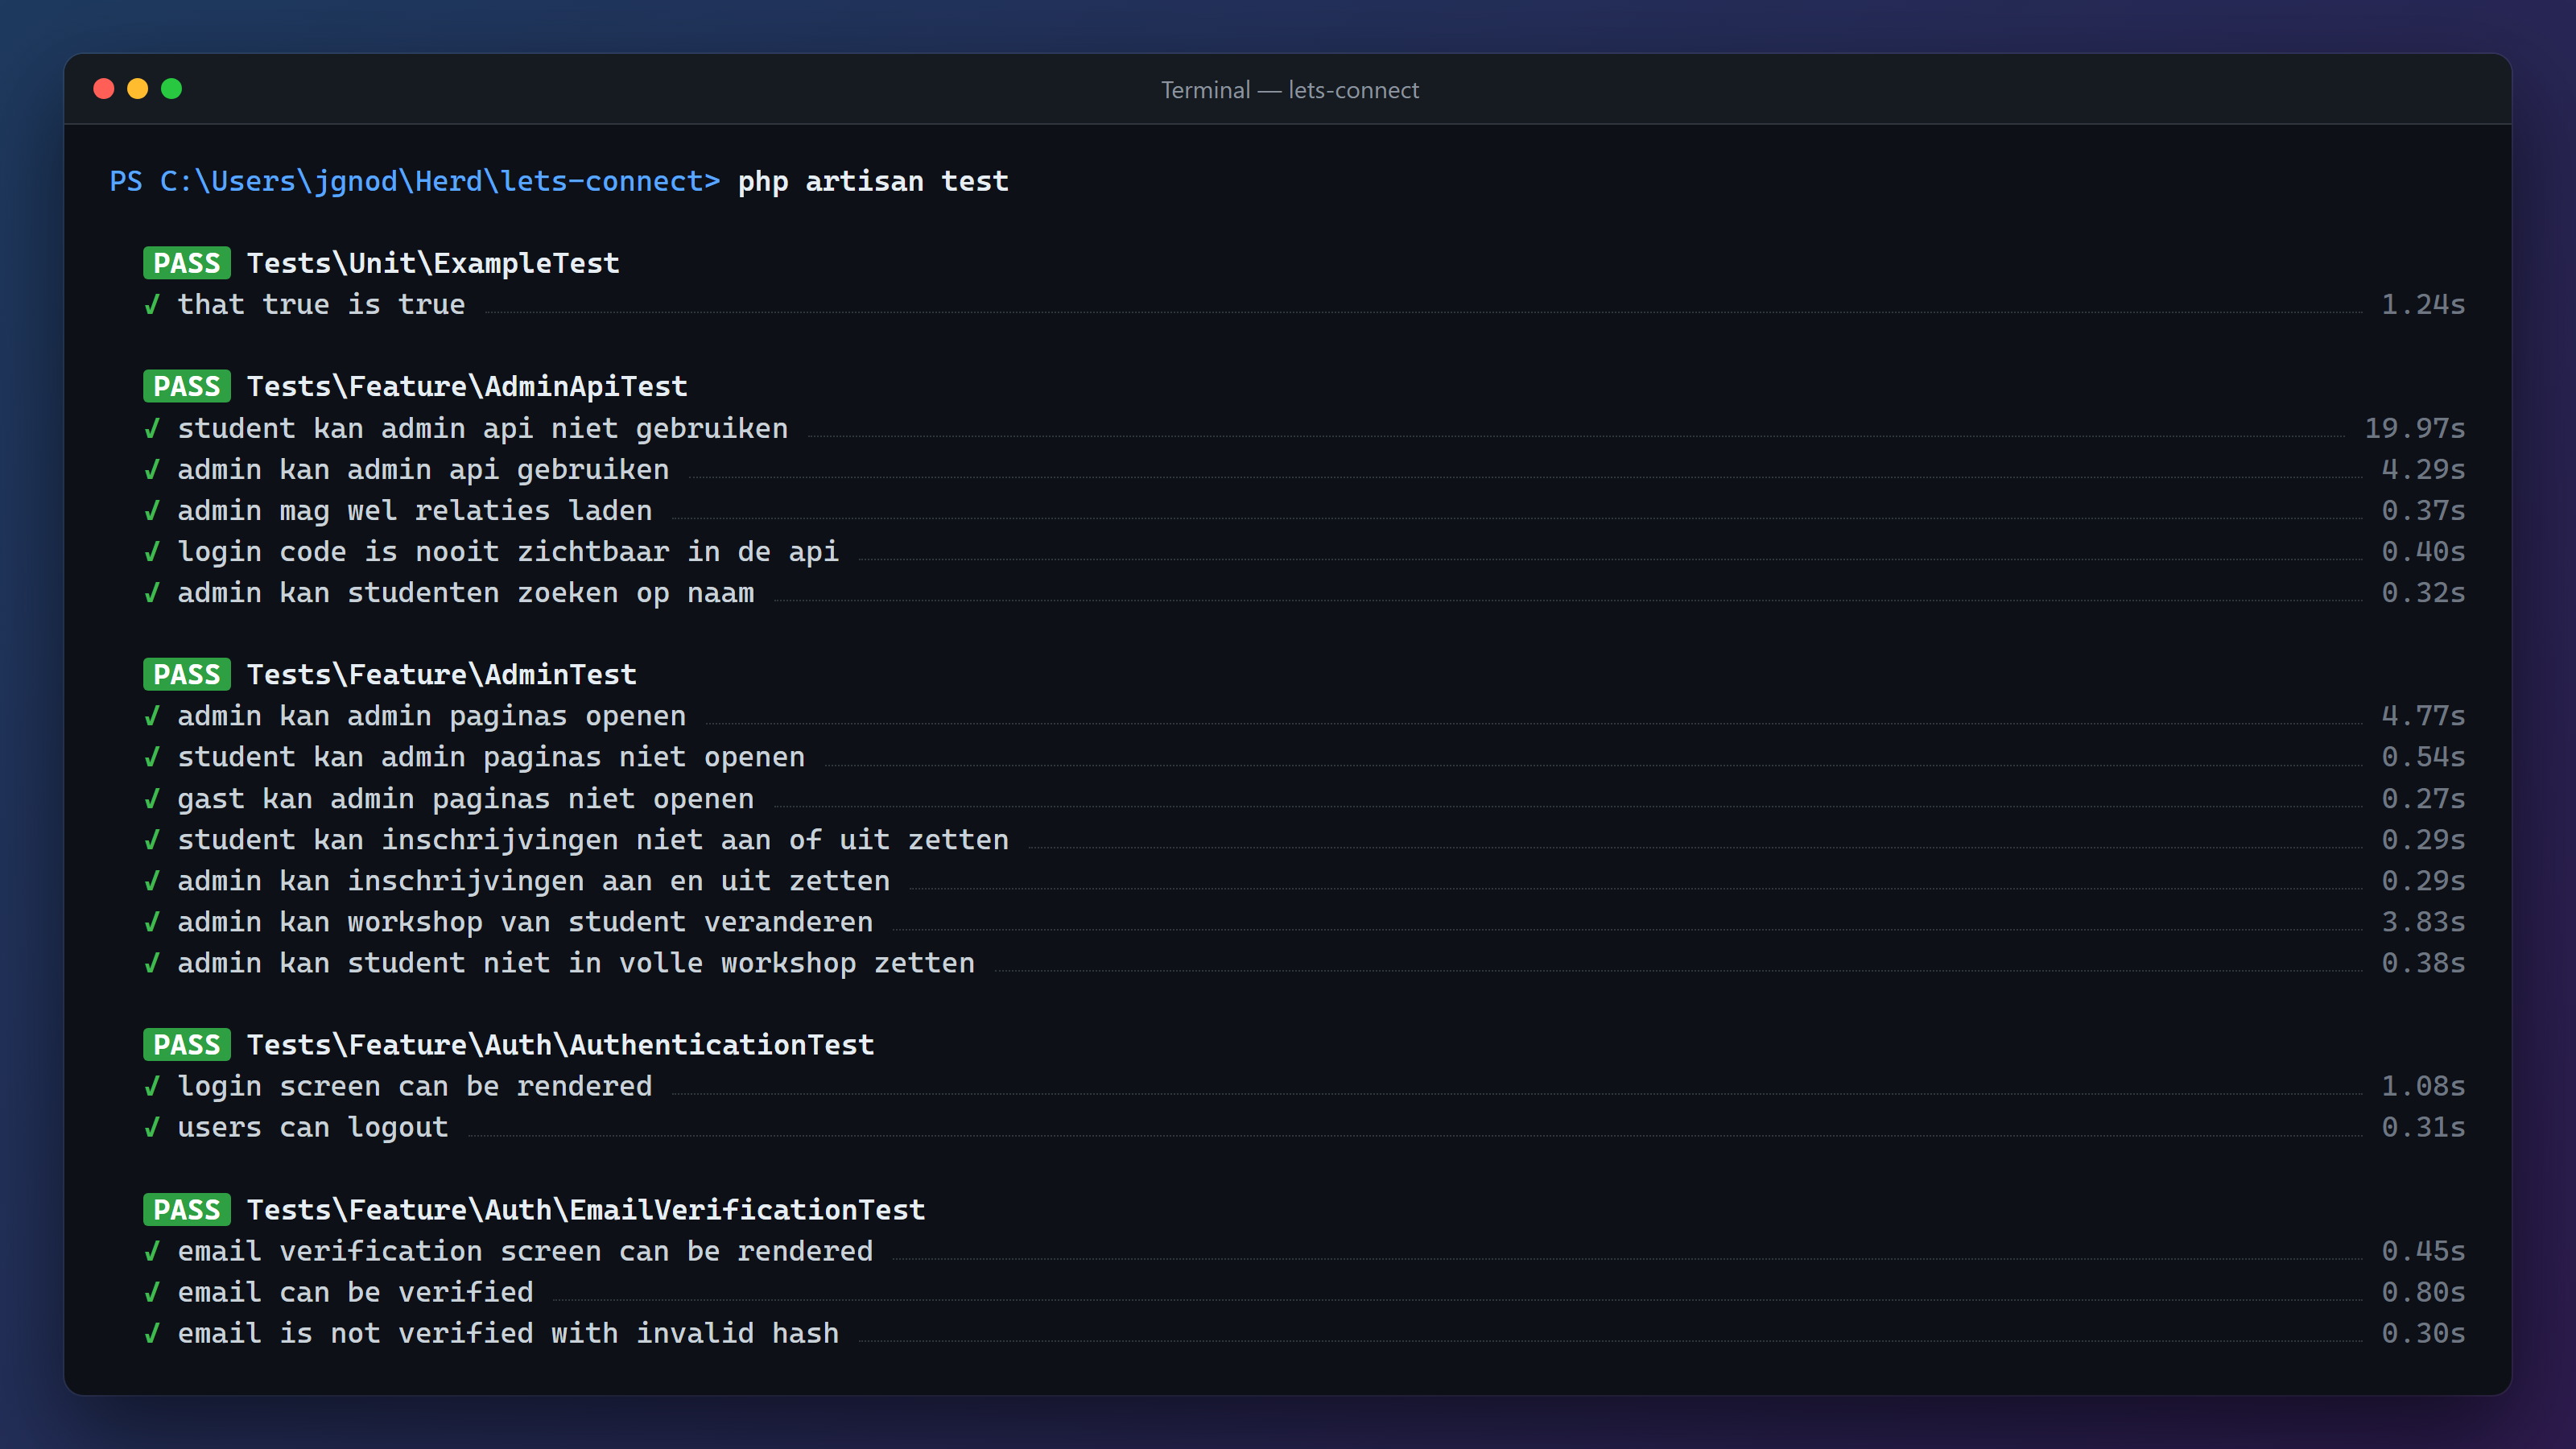 Terminal — lets-connect
PS C:\Users\jgnod\Herd\lets-connect> php artisan test
PASS Tests\Unit\ExampleTest
✓ that true is true 1.24s
PASS Tests\Feature\AdminApiTest
✓ student kan admin api niet gebruiken 19.97s
✓ admin kan admin api gebruiken 4.29s
✓ admin mag wel relaties laden 0.37s
✓ login code is nooit zichtbaar in de api 0.40s
✓ admin kan studenten zoeken op naam 0.32s
PASS Tests\Feature\AdminTest
✓ admin kan admin paginas openen 4.77s
✓ student kan admin paginas niet openen 0.54s
✓ gast kan admin paginas niet openen 0.27s
✓ student kan inschrijvingen niet aan of uit zetten 0.29s
✓ admin kan inschrijvingen aan en uit zetten 0.29s
✓ admin kan workshop van student veranderen 3.83s
✓ admin kan student niet in volle workshop zetten 0.38s
PASS Tests\Feature\Auth\AuthenticationTest
✓ login screen can be rendered 1.08s
✓ users can logout 0.31s
PASS Tests\Feature\Auth\EmailVerificationTest
✓ email verification screen can be rendered 0.45s
✓ email can be verified 0.80s
✓ email is not verified with invalid hash 0.30s